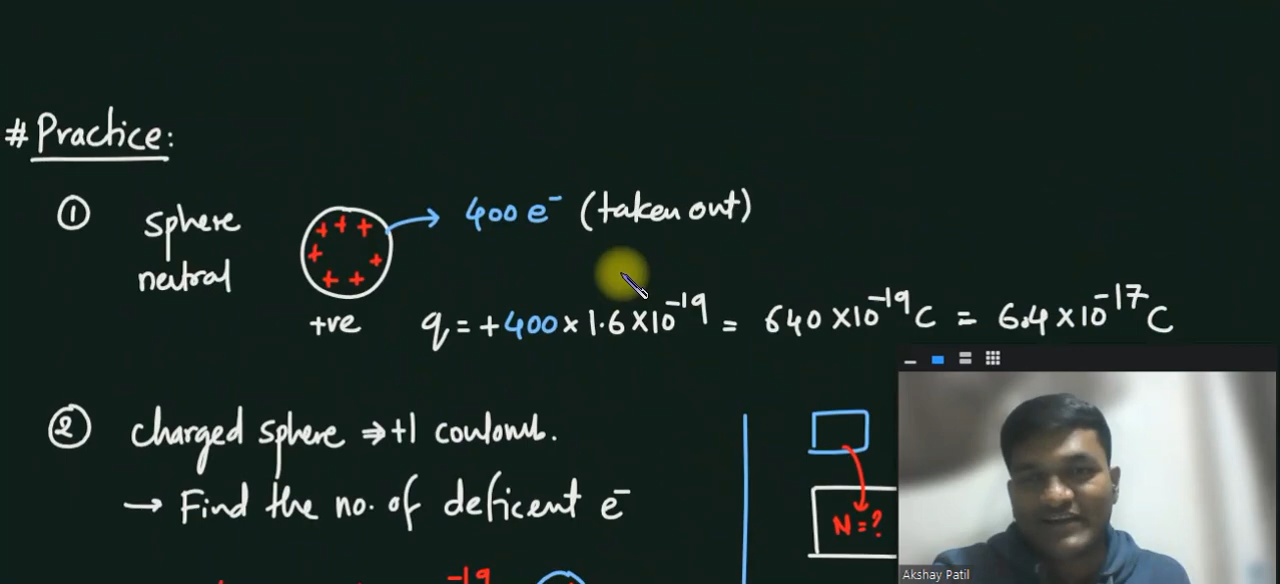 # Practice:
① sphere neutral
+ + + + + + +
+ve
400 e⁻ (taken out)
q = +400 × 1.6 × 10⁻¹⁹ = 640 × 10⁻¹⁹ C = 6.4 × 10⁻¹⁷ C
② charged sphere ⇒ +1 coulomb.
→ Find the no. of deficent e⁻
N = ?
-19
Akshay Patil